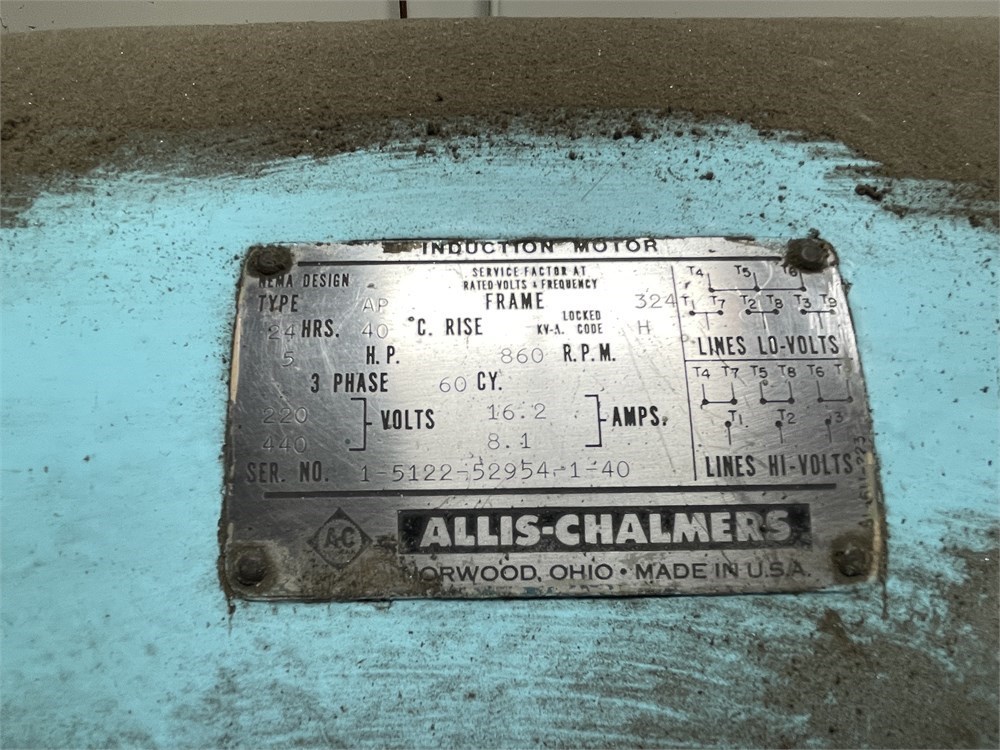 INDUCTION MOTOR
NEMA DESIGN SERVICE FACTOR AT RATED VOLTS & FREQUENCY
TYPE AP FRAME 324
24 HRS. 40 °C. RISE LOCKED KV-A. CODE H
5 H.P. 860 R.P.M.
3 PHASE 60 CY.
220 VOLTS 16.2 AMPS.
440 8.1
SER. NO. 1-5122-52954-1-40
T4 T5 T6
T1 T7 T2 T8 T3 T9
LINES LO-VOLTS
T4 T7 T5 T8 T6 T
T1 T2 3
LINES HI-VOLTS
A-C
ALLIS-CHALMERS
NORWOOD, OHIO • MADE IN U.S.A.